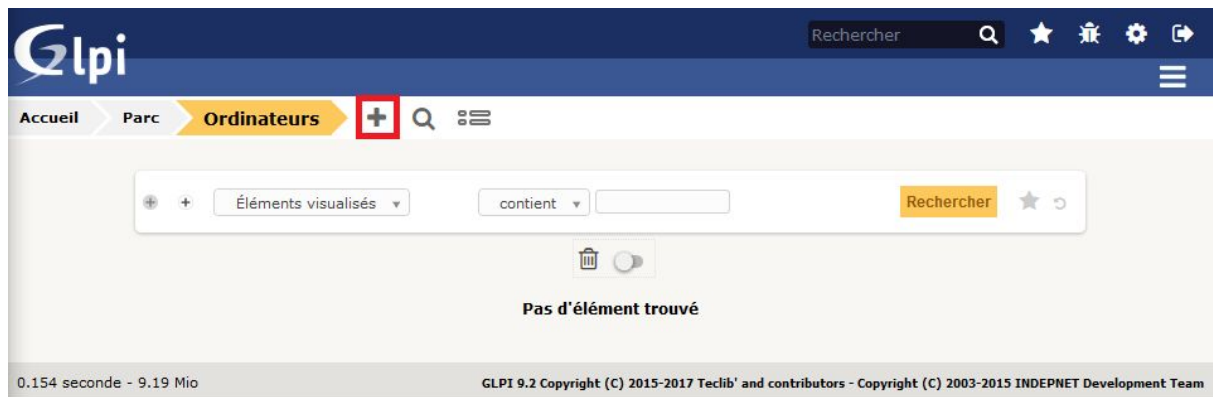 Glpi
Rechercher
Accueil Parc Ordinateurs
Éléments visualisés contient Rechercher
Pas d'élément trouvé
0.154 seconde - 9.19 Mio GLPI 9.2 Copyright (C) 2015-2017 Teclib' and contributors - Copyright (C) 2003-2015 INDEPNET Development Team